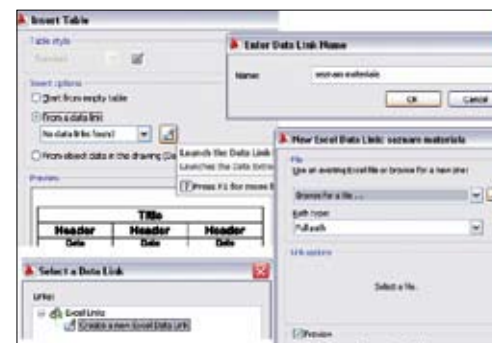 Insert Table
Table style
Standard
Insert options
Start from empty table
From a data link
No data links found
From object data in the drawing (Da
Launch the Data Link
Launches the Data
Press F1 for more h
Preview
Title
Header Header Header
Data Data Data
Select a Data Link
Links:
Excel Links
Create a new Excel Data Link
Enter Data Link Name
Name:
materials
OK Cancel
New Excel Data Link: materials
File
Use an existing Excel file or browse for a new one:
Browse for a file ...
Path type:
Full path
Link options
Select a file.
Preview